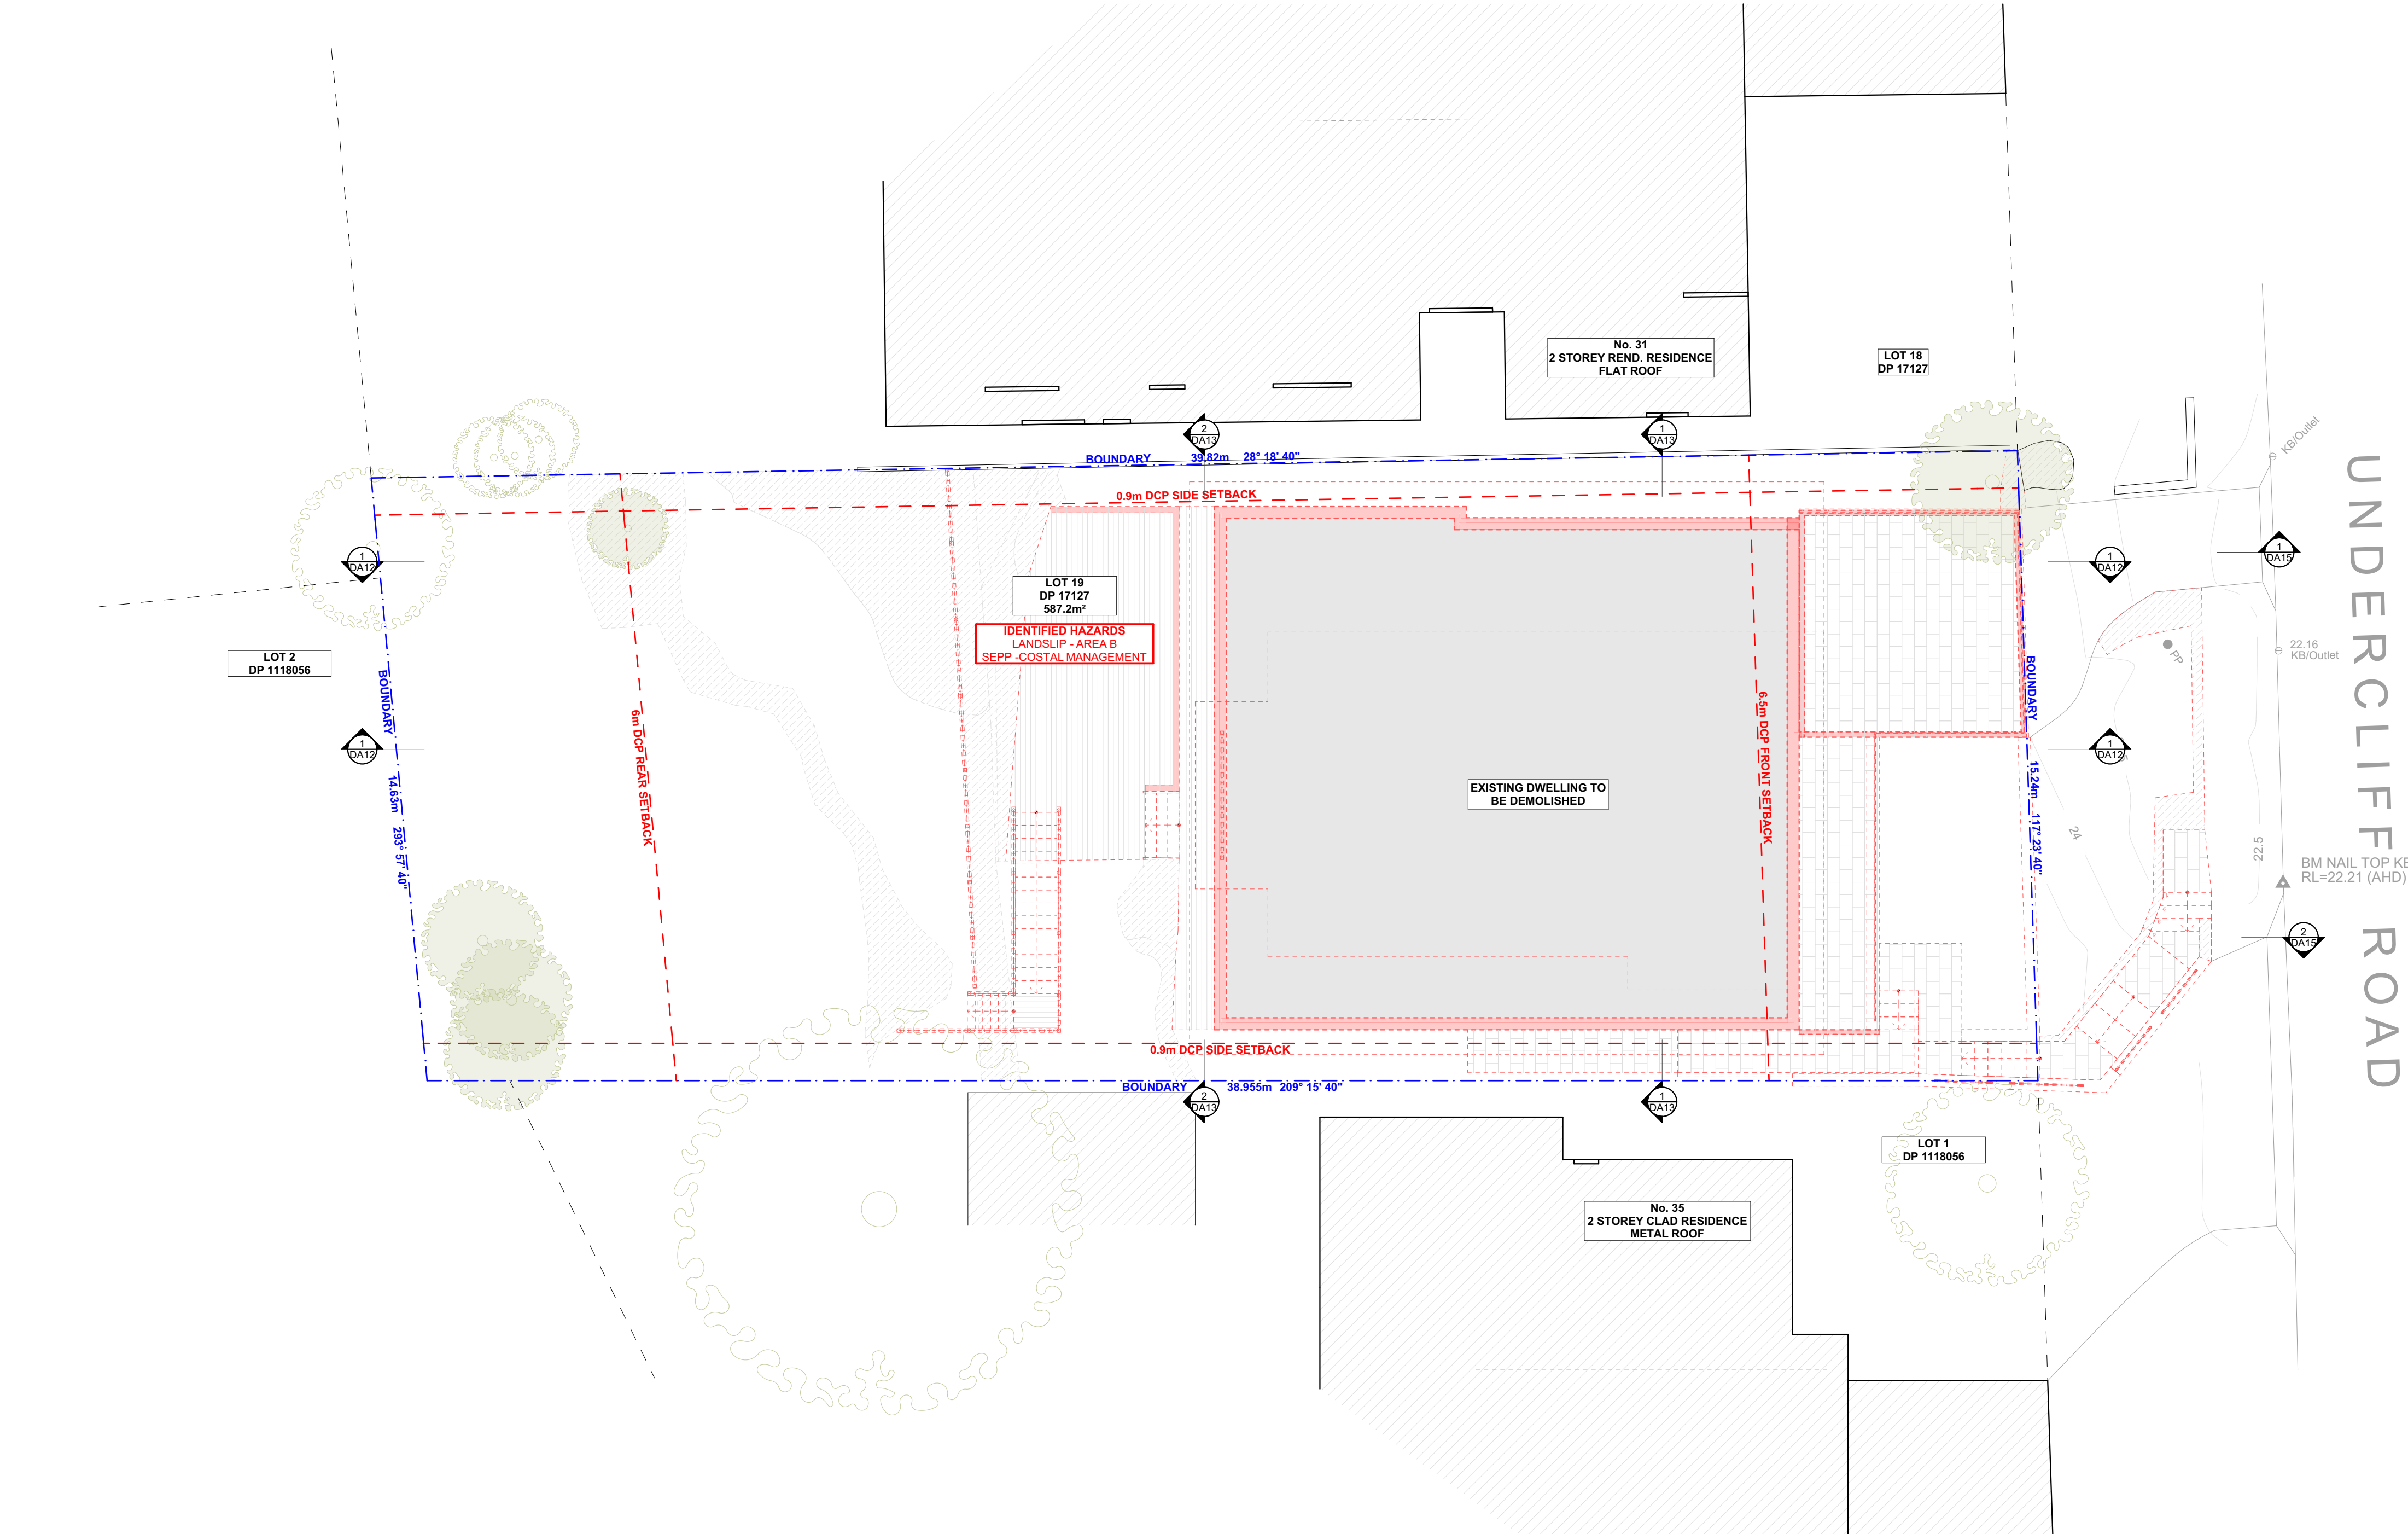 No. 31
2 STOREY REND. RESIDENCE
FLAT ROOF
LOT 18
DP 17127
2
DA13
1
DA13
BOUNDARY 39.82m 28° 18' 40"
0.9m DCP SIDE SETBACK
KB/Outlet
UNDERCLIFF ROAD
1
DA12
1
DA12
1
DA15
LOT 19
DP 17127
587.2m²
IDENTIFIED HAZARDS
LANDSLIP - AREA B
SEPP -COSTAL MANAGEMENT
LOT 2
DP 1118056
22.16
KB/Outlet
PP
BOUNDARY 14.63m 293° 57' 40"
6m DCP REAR SETBACK
6.5m DCP FRONT SETBACK
BOUNDARY 15.24m 117° 23' 40"
1
DA12
1
DA12
EXISTING DWELLING TO
BE DEMOLISHED
24
22.5
BM NAIL TOP KE
RL=22.21 (AHD)
2
DA15
0.9m DCP SIDE SETBACK
BOUNDARY 38.955m 209° 15' 40"
2
DA13
1
DA13
LOT 1
DP 1118056
No. 35
2 STOREY CLAD RESIDENCE
METAL ROOF